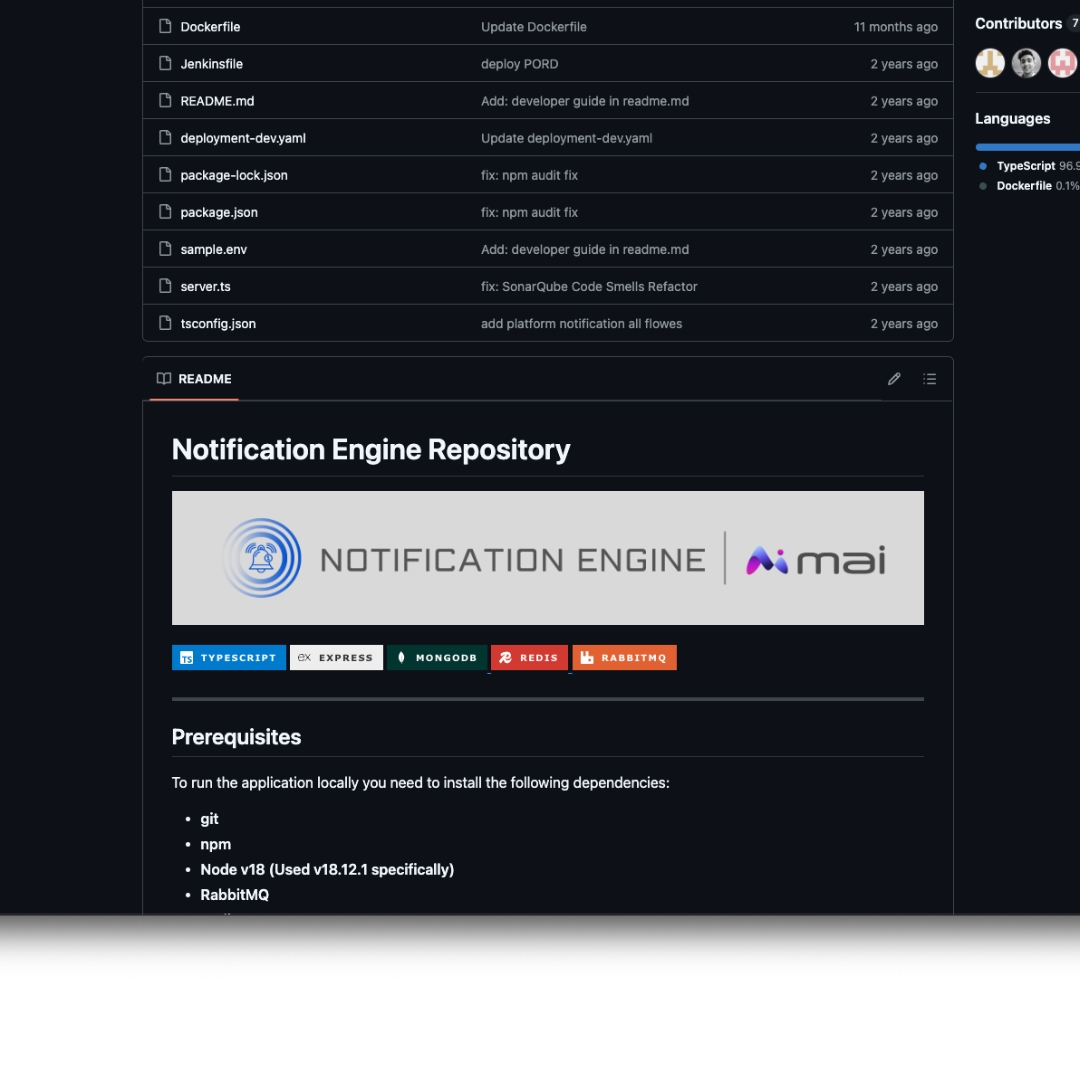 Dockerfile Update Dockerfile 11 months ago
Jenkinsfile deploy PORD 2 years ago
README.md Add: developer guide in readme.md 2 years ago
deployment-dev.yaml Update deployment-dev.yaml 2 years ago
package-lock.json fix: npm audit fix 2 years ago
package.json fix: npm audit fix 2 years ago
sample.env Add: developer guide in readme.md 2 years ago
server.ts fix: SonarQube Code Smells Refactor 2 years ago
tsconfig.json add platform notification all flowes 2 years ago
Contributors 7
Languages
TypeScript 96.9
Dockerfile 0.1%
README
Notification Engine Repository
NOTIFICATION ENGINE mai
TS TYPESCRIPT ex EXPRESS MONGODB REDIS RABBITMQ
Prerequisites
To run the application locally you need to install the following dependencies:
• git
• npm
• Node v18 (Used v18.12.1 specifically)
• RabbitMQ